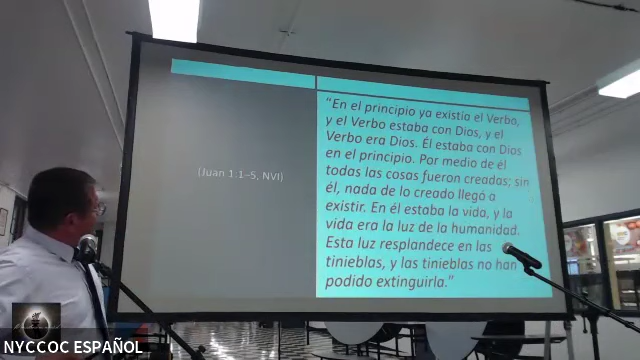 (Juan 1:1–5, NVI)
"En el principio ya existía el Verbo,
y el Verbo estaba con Dios, y el
Verbo era Dios. Él estaba con Dios
en el principio. Por medio de él
todas las cosas fueron creadas; sin
él, nada de lo creado llegó a
existir. En él estaba la vida, y la
vida era la luz de la humanidad.
Esta luz resplandece en las
tinieblas, y las tinieblas no han
podido extinguirla."
NYCCOC ESPAÑOL